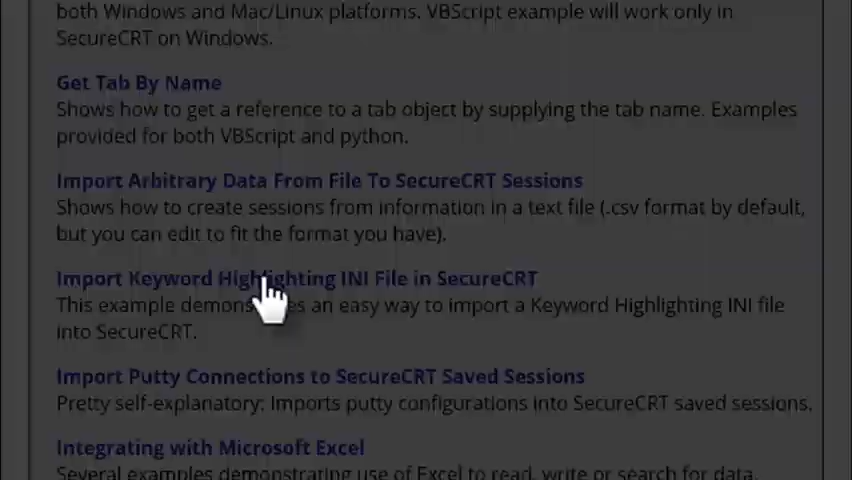 both Windows and Mac/Linux platforms. VBScript example will work only in
SecureCRT on Windows.
Get Tab By Name
Shows how to get a reference to a tab object by supplying the tab name. Examples
provided for both VBScript and python.
Import Arbitrary Data From File To SecureCRT Sessions
Shows how to create sessions from information in a text file (.csv format by default,
but you can edit to fit the format you have).
Import Keyword Highlighting INI File in SecureCRT
This example demonstrates an easy way to import a Keyword Highlighting INI file
into SecureCRT.
Import Putty Connections to SecureCRT Saved Sessions
Pretty self-explanatory: Imports putty configurations into SecureCRT saved sessions.
Integrating with Microsoft Excel
Several examples demonstrating use of Excel to read, write or search for data.